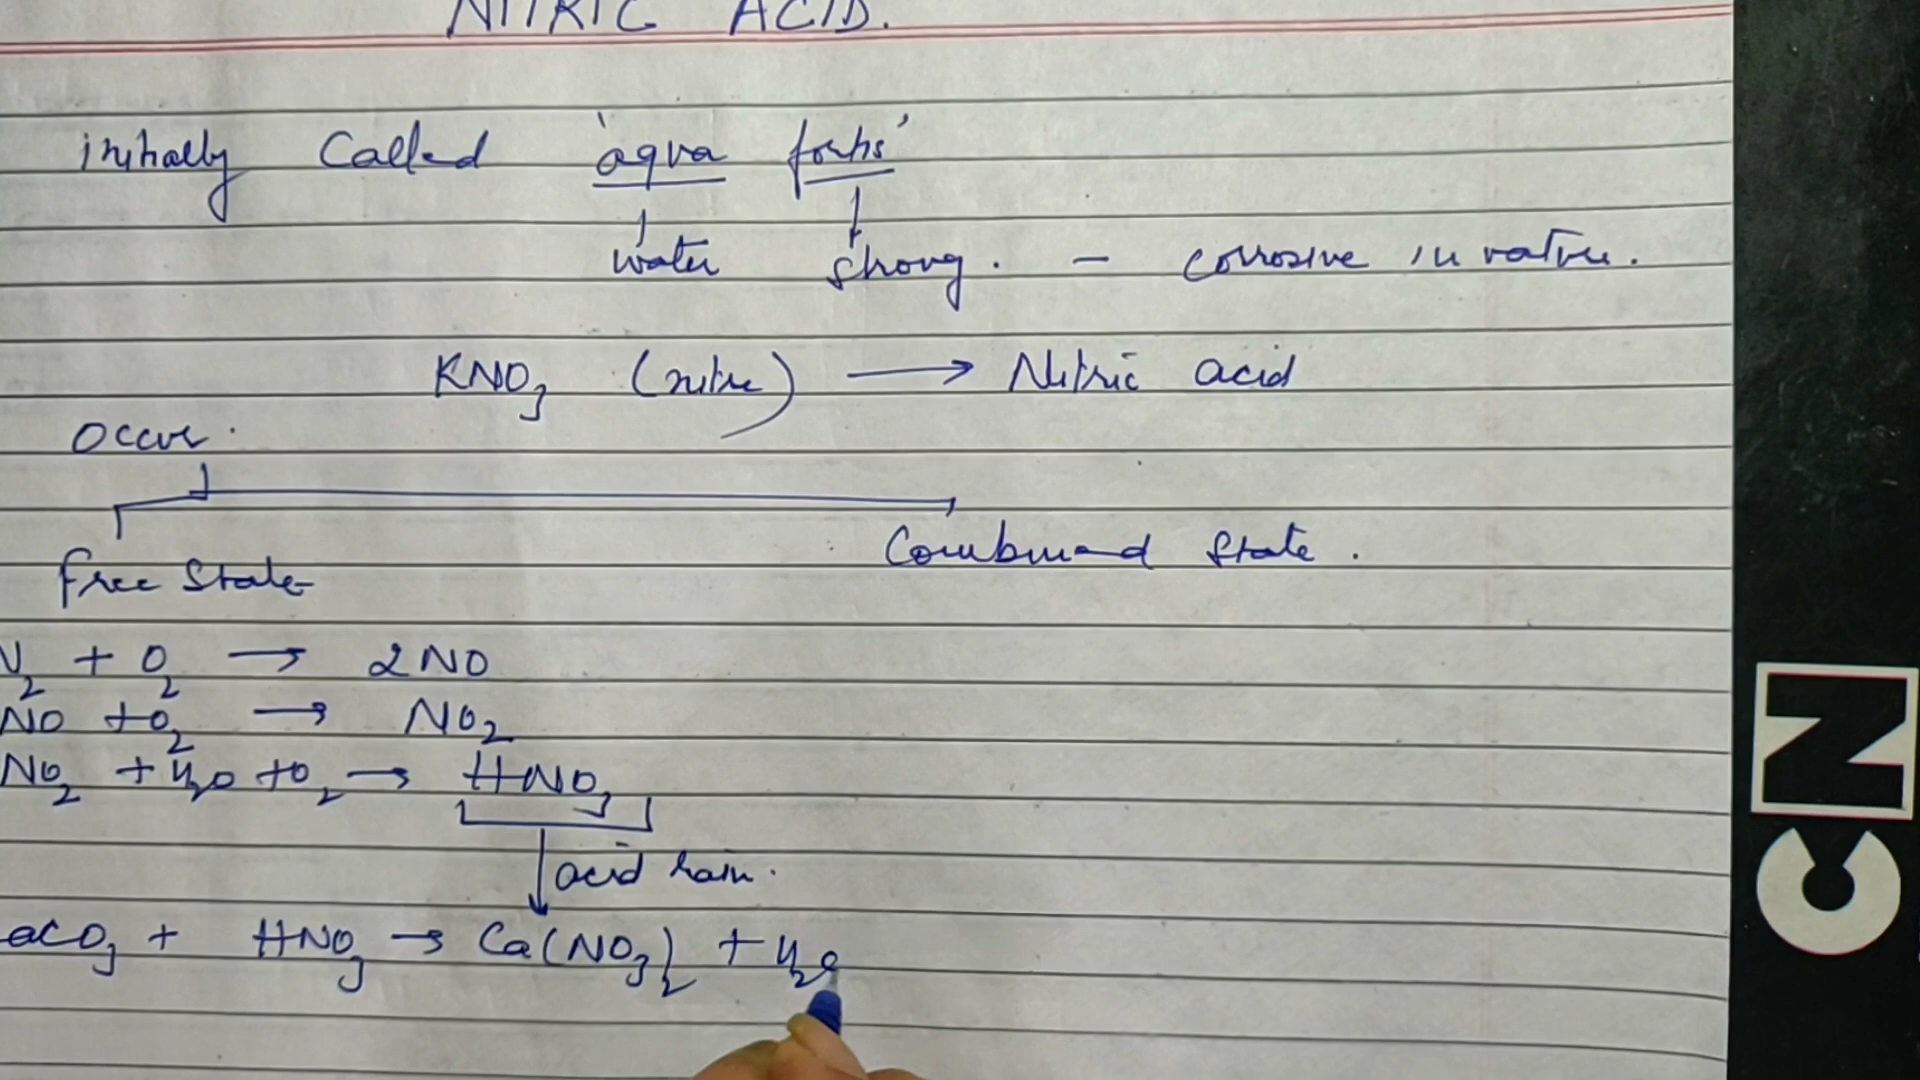 NITRIC ACID.
initially Called 'aqua fortis'
water strong. - corrosive in nature.
KNO3 (nitre) → Nitric acid
Occur.
free State Combined State.
N2 + O2 → 2NO
NO + O2 → NO2
NO2 + H2O + O2 → HNO3
acid rain.
aCO3 + HNO3 → Ca(NO3)2 + H2O
CN